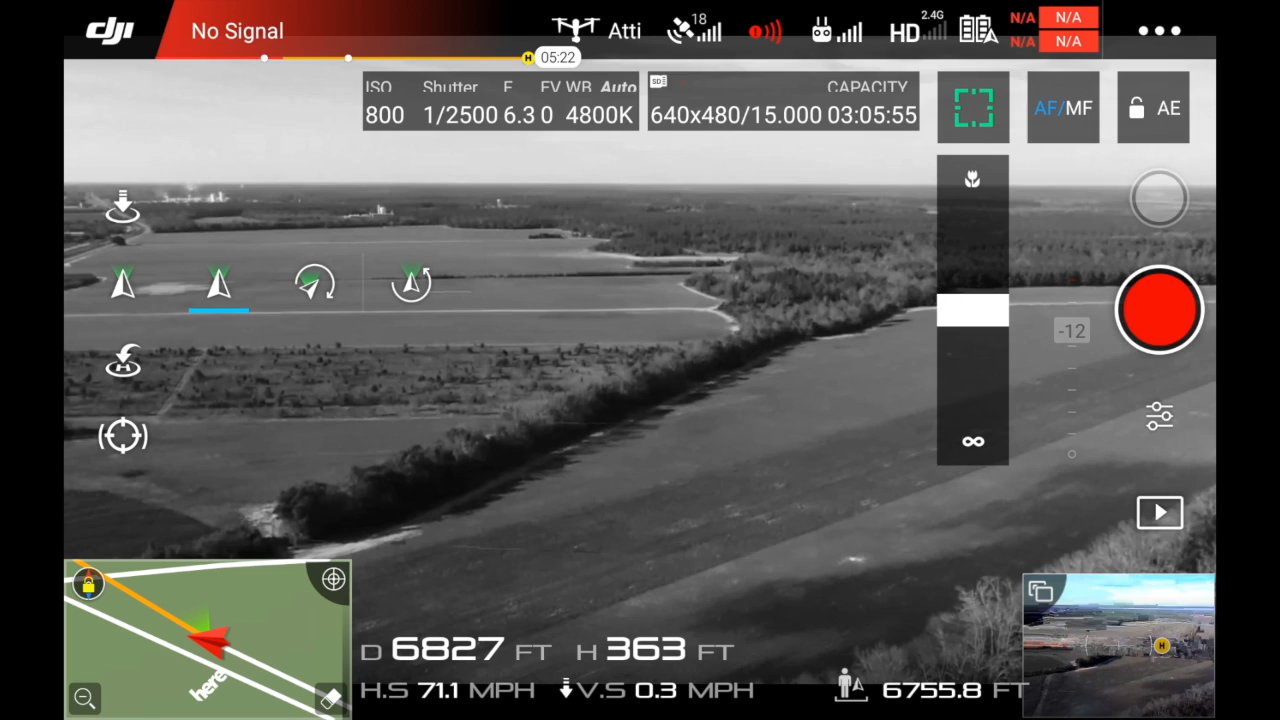 dji No Signal Atti 18 HD 2.4G N/A N/A
N/A N/A
H 05:22
ISO Shutter F EV WB Auto SD CAPACITY
800 1/2500 6.3 0 4800K 640x480/15.000 03:05:55 AF/MF AE
-12
D 6827 FT H 363 FT
H
H.S 71.1 MPH V.S 0.3 MPH 6755.8 FT
here